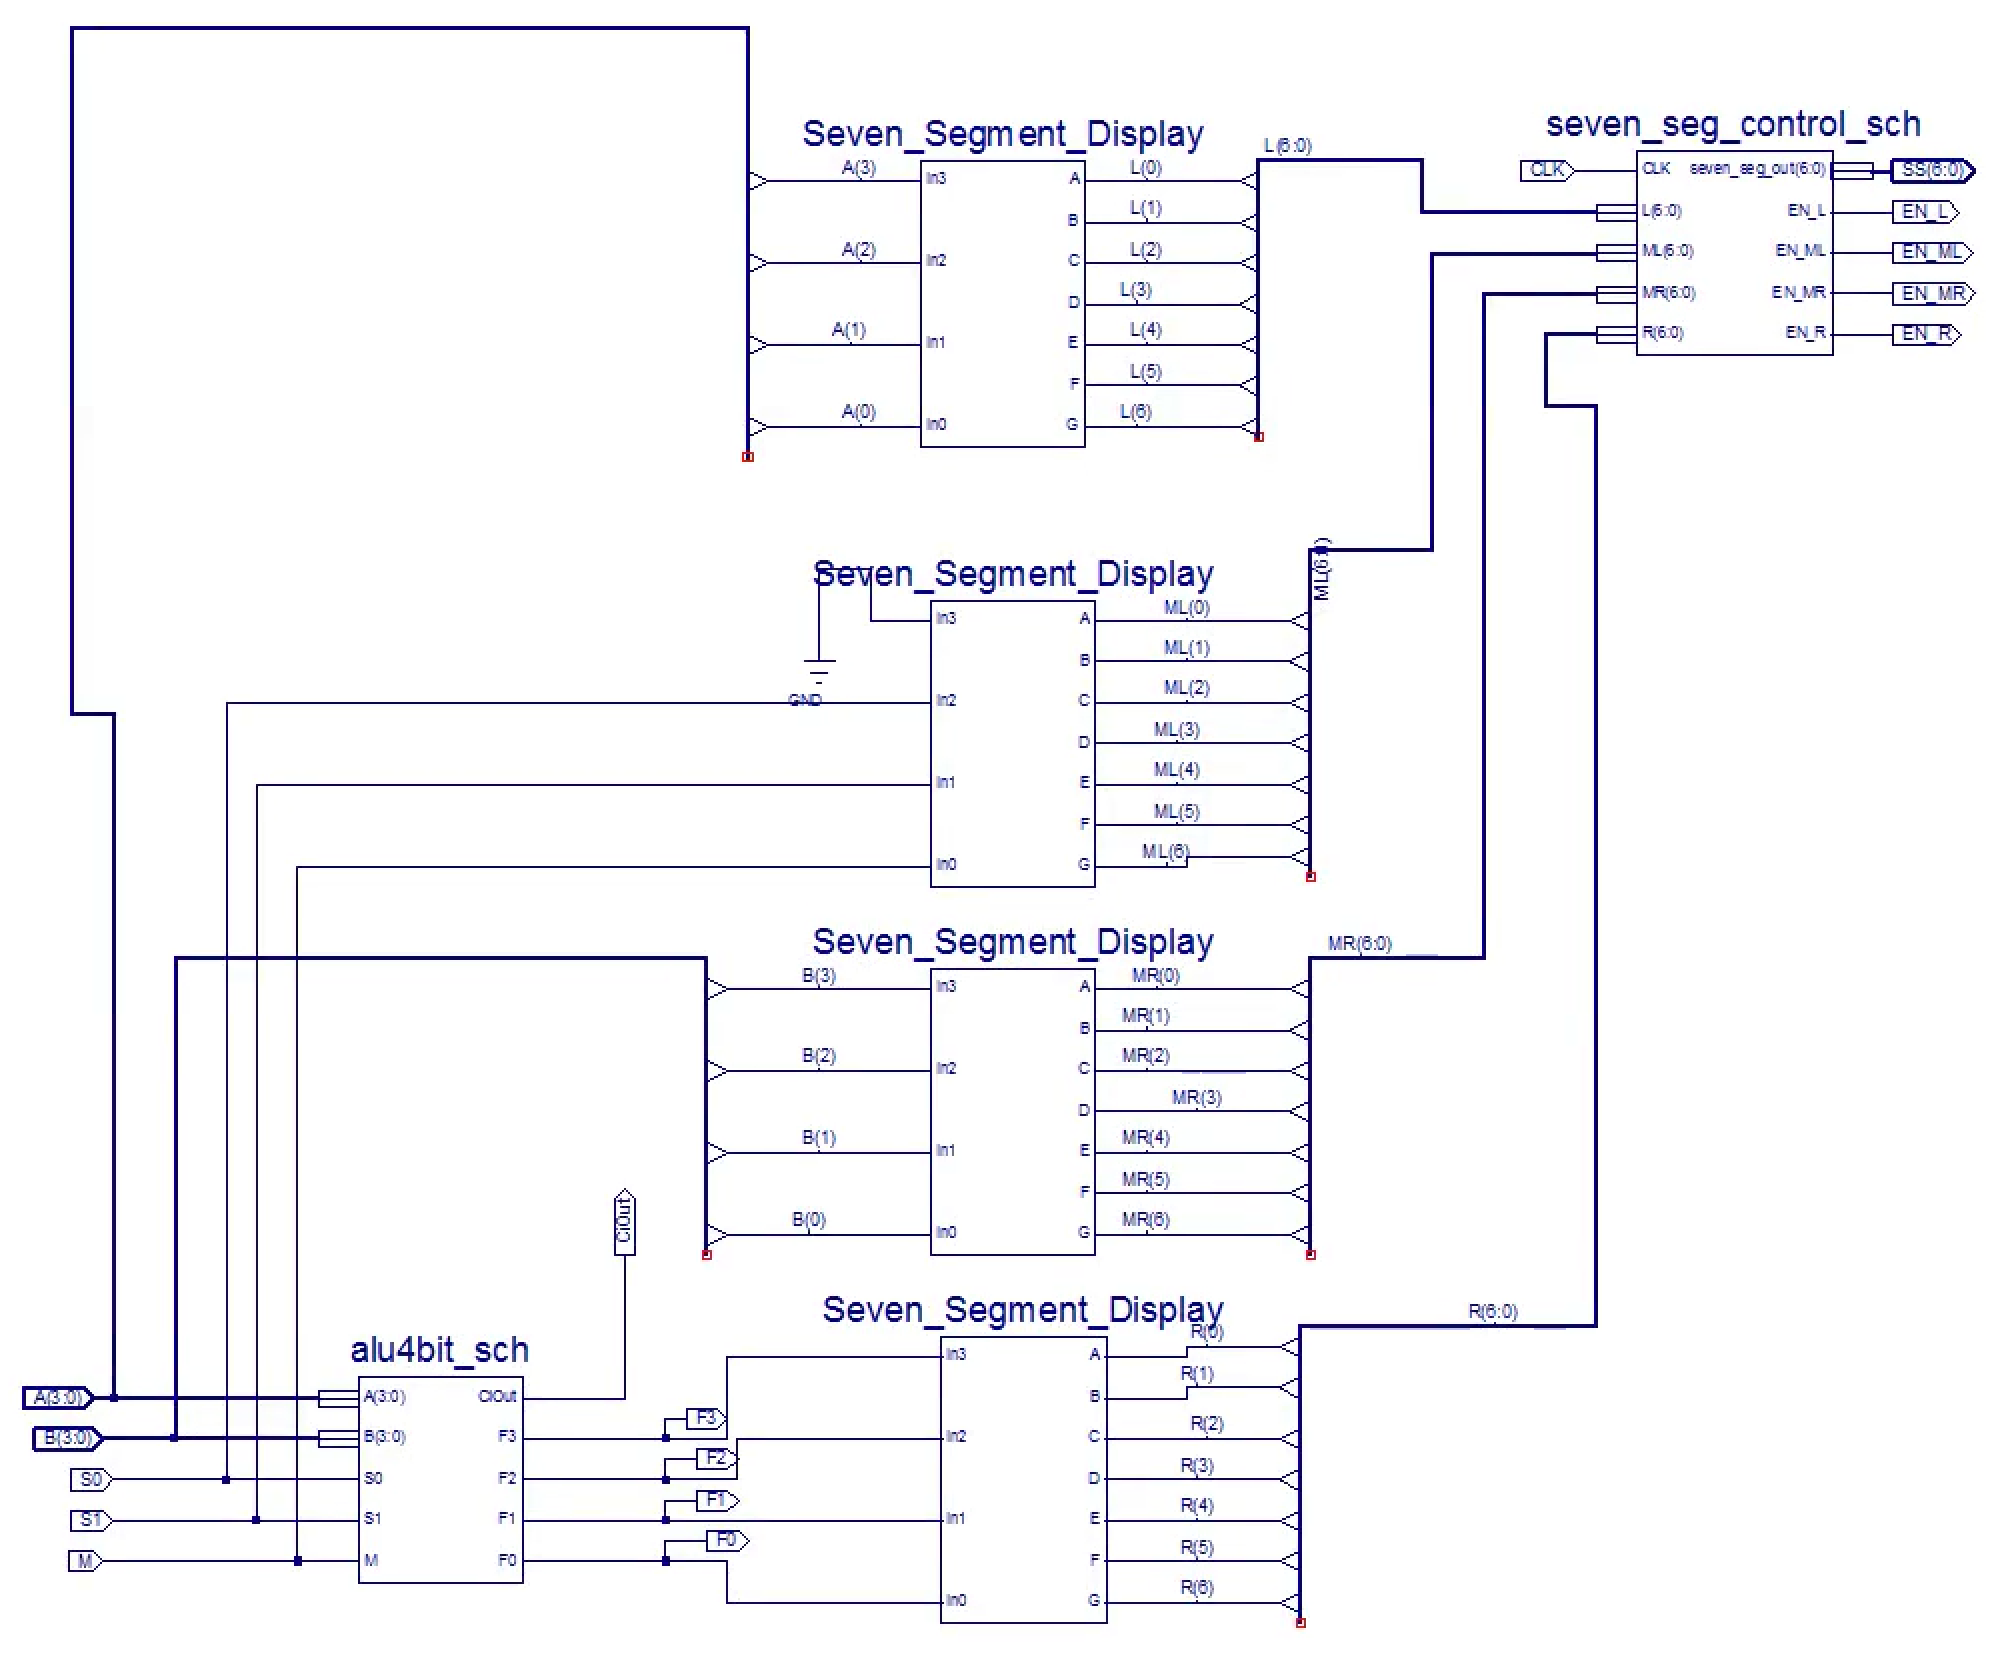 Seven_Segment_Display
A(3)
A(2)
A(1)
A(0)
In3
In2
In1
In0
A
B
C
D
E
F
G
L(0)
L(1)
L(2)
L(3)
L(4)
L(5)
L(6)
L(6:0)
seven_seg_control_sch
CLK
CLK
L(6:0)
ML(6:0)
MR(6:0)
R(6:0)
seven_seg_out(6:0)
EN_L
EN_ML
EN_MR
EN_R
SS(6:0)
EN_L
EN_ML
EN_MR
EN_R
Seven_Segment_Display
GND
In3
In2
In1
In0
A
B
C
D
E
F
G
ML(0)
ML(1)
ML(2)
ML(3)
ML(4)
ML(5)
ML(6)
ML(6:0)
Seven_Segment_Display
B(3)
B(2)
B(1)
B(0)
In3
In2
In1
In0
A
B
C
D
E
F
G
MR(0)
MR(1)
MR(2)
MR(3)
MR(4)
MR(5)
MR(6)
MR(6:0)
Seven_Segment_Display
In3
In2
In1
In0
A
B
C
D
E
F
G
R(0)
R(1)
R(2)
R(3)
R(4)
R(5)
R(6)
R(6:0)
alu4bit_sch
A(3:0)
B(3:0)
S0
S1
M
A(3:0)
B(3:0)
S0
S1
M
CiOut
F3
F2
F1
F0
CiOut
F3
F2
F1
F0